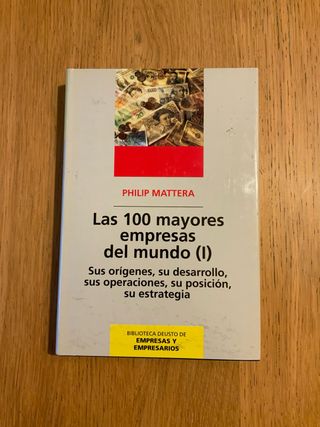 PHILIP MATTERA
Las 100 mayores
empresas
del mundo (I)
Sus orígenes, su desarrollo,
sus operaciones, su posición,
su estrategia
BIBLIOTECA DEUSTO DE
EMPRESAS Y
EMPRESARIOS